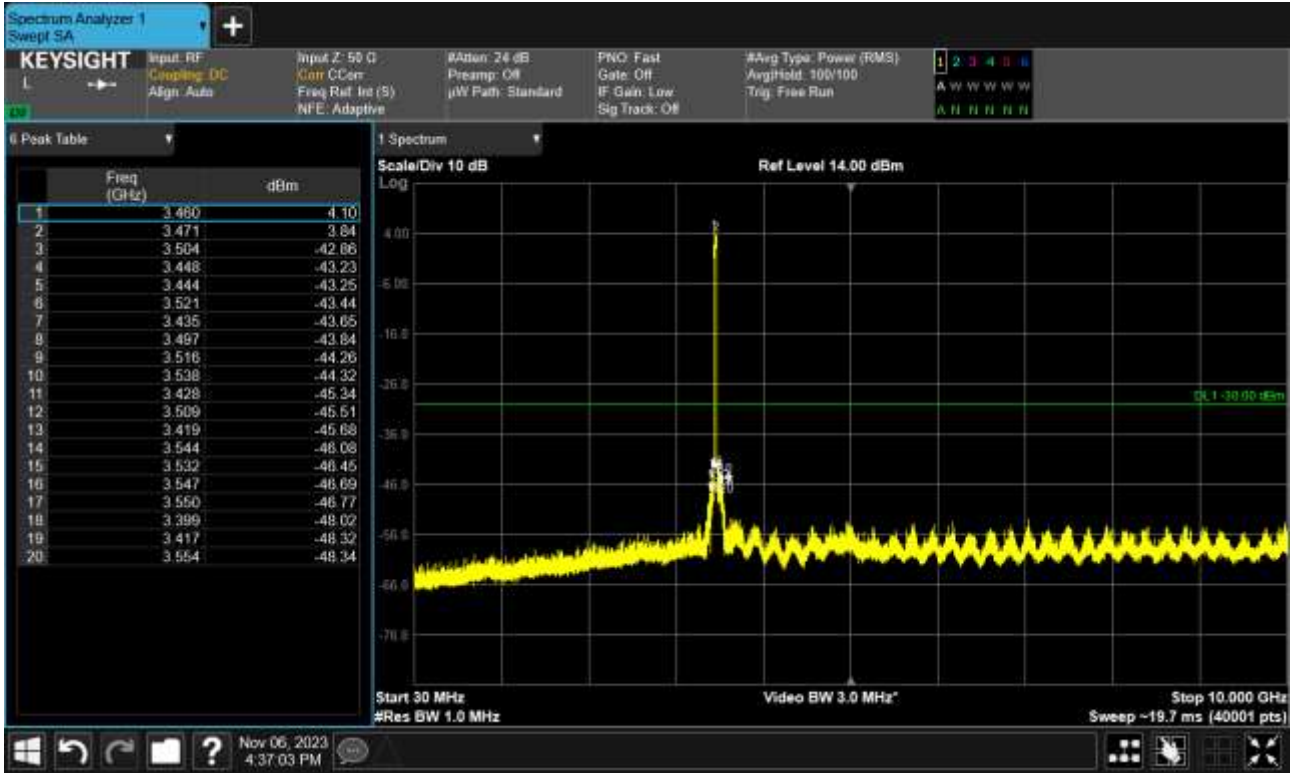 Spectrum Analyzer 1
Swept SA
+
KEYSIGHT
L
Input: RF
Coupling: DC
Align: Auto
Input Z: 50 Ω
Corr CCorr
Freq Ref: Int (S)
NFE: Adaptive
#Atten: 24 dB
Preamp: Off
µW Path: Standard
PNO: Fast
Gate: Off
IF Gain: Low
Sig Track: Off
#Avg Type: Power (RMS)
Avg|Hold: 100/100
Trig: Free Run
1 2 3 4 5 6
A W W W W W
A N N N N N
6 Peak Table
Freq (GHz) dBm
1 3.460 4.10
2 3.471 3.84
3 3.504 -42.86
4 3.448 -43.23
5 3.444 -43.25
6 3.521 -43.44
7 3.435 -43.65
8 3.497 -43.84
9 3.516 -44.26
10 3.538 -44.32
11 3.428 -45.34
12 3.509 -45.51
13 3.419 -45.68
14 3.544 -46.08
15 3.532 -46.45
16 3.547 -46.69
17 3.550 -46.77
18 3.399 -48.02
19 3.417 -48.32
20 3.554 -48.34
1 Spectrum
Scale/Div 10 dB
Ref Level 14.00 dBm
Log
4.00
-6.00
-16.0
-26.0
DL1 -30.00 dBm
-36.0
-46.0
-56.0
-66.0
-76.0
Start 30 MHz
Video BW 3.0 MHz*
Stop 10.000 GHz
#Res BW 1.0 MHz
Sweep ~19.7 ms (40001 pts)
?
Nov 06, 2023
4:37:03 PM